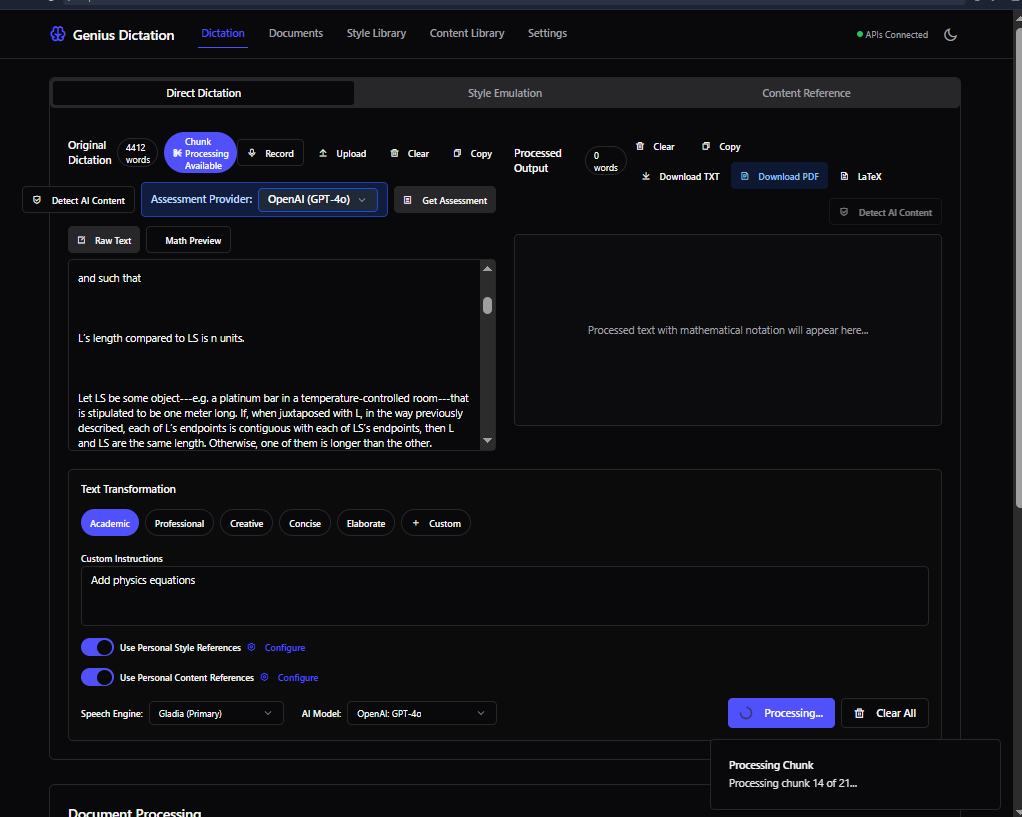 Genius Dictation
Dictation
Documents
Style Library
Content Library
Settings
APIs Connected
Direct Dictation
Style Emulation
Content Reference
Original
Dictation
4412
words
Chunk
Processing
Available
Record
Upload
Clear
Copy
Detect AI Content
Assessment Provider:
OpenAI (GPT-4o)
Get Assessment
Raw Text
Math Preview
and such that
L's length compared to LS is n units.
Let LS be some object---e.g. a platinum bar in a temperature-controlled room---that
is stipulated to be one meter long. If, when juxtaposed with L, in the way previously
described, each of L's endpoints is contiguous with each of LS's endpoints, then L
and LS are the same length. Otherwise, one of them is longer than the other.
Processed
Output
0
words
Clear
Copy
Download TXT
Download PDF
LaTeX
Detect AI Content
Processed text with mathematical notation will appear here...
Text Transformation
Academic
Professional
Creative
Concise
Elaborate
+ Custom
Custom Instructions
Add physics equations
Use Personal Style References
Configure
Use Personal Content References
Configure
Speech Engine:
Gladia (Primary)
AI Model:
OpenAI: GPT-4o
Processing...
Clear All
Processing Chunk
Processing chunk 14 of 21...
Document Processing